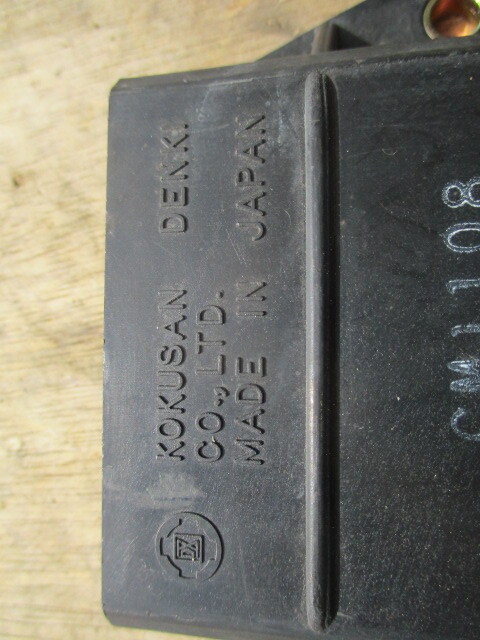 KOKUSAN DENKI
CO., LTD.
MADE IN JAPAN
CM1108